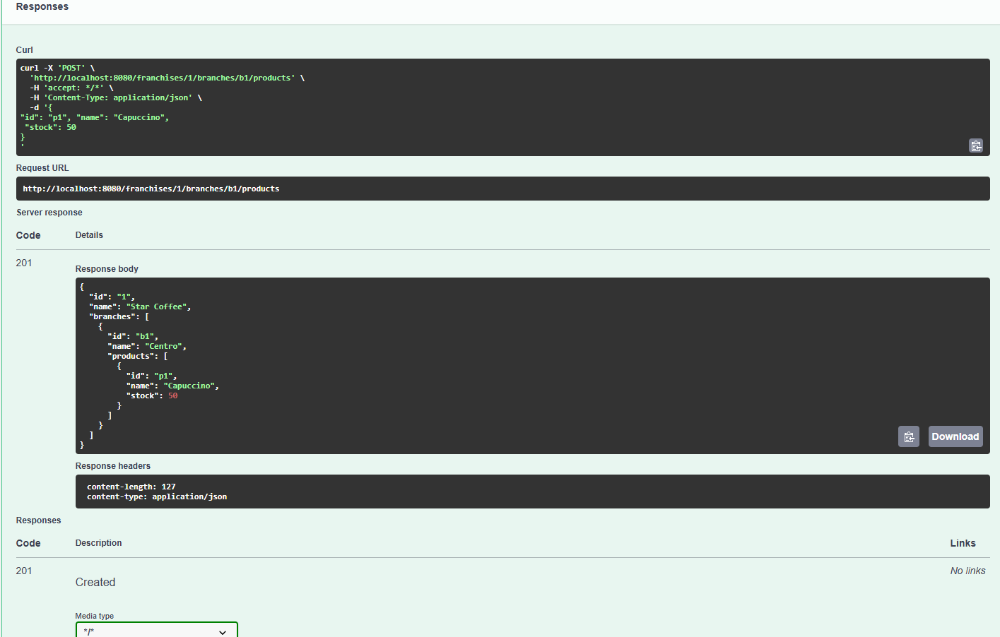 Responses
Curl
curl -X 'POST' \
  'http://localhost:8080/franchises/1/branches/b1/products' \
  -H 'accept: */*' \
  -H 'Content-Type: application/json' \
  -d '{
"id": "p1", "name": "Capuccino",
 "stock": 50
}
'
Request URL
http://localhost:8080/franchises/1/branches/b1/products
Server response
Code Details
201
Response body
{
  "id": "1",
  "name": "Star Coffee",
  "branches": [
    {
      "id": "b1",
      "name": "Centro",
      "products": [
        {
          "id": "p1",
          "name": "Capuccino",
          "stock": 50
        }
      ]
    }
  ]
}
Download
Response headers
content-length: 127
content-type: application/json
Responses
Code Description Links
201 No links
Created
Media type
*/*